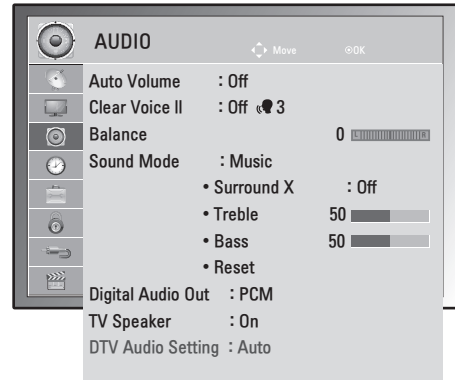 AUDIO
Move
OK
Auto Volume : Off
Clear Voice II : Off 3
Balance 0 L R
Sound Mode : Music
• Surround X : Off
• Treble 50
• Bass 50
• Reset
Digital Audio Out : PCM
TV Speaker : On
DTV Audio Setting : Auto